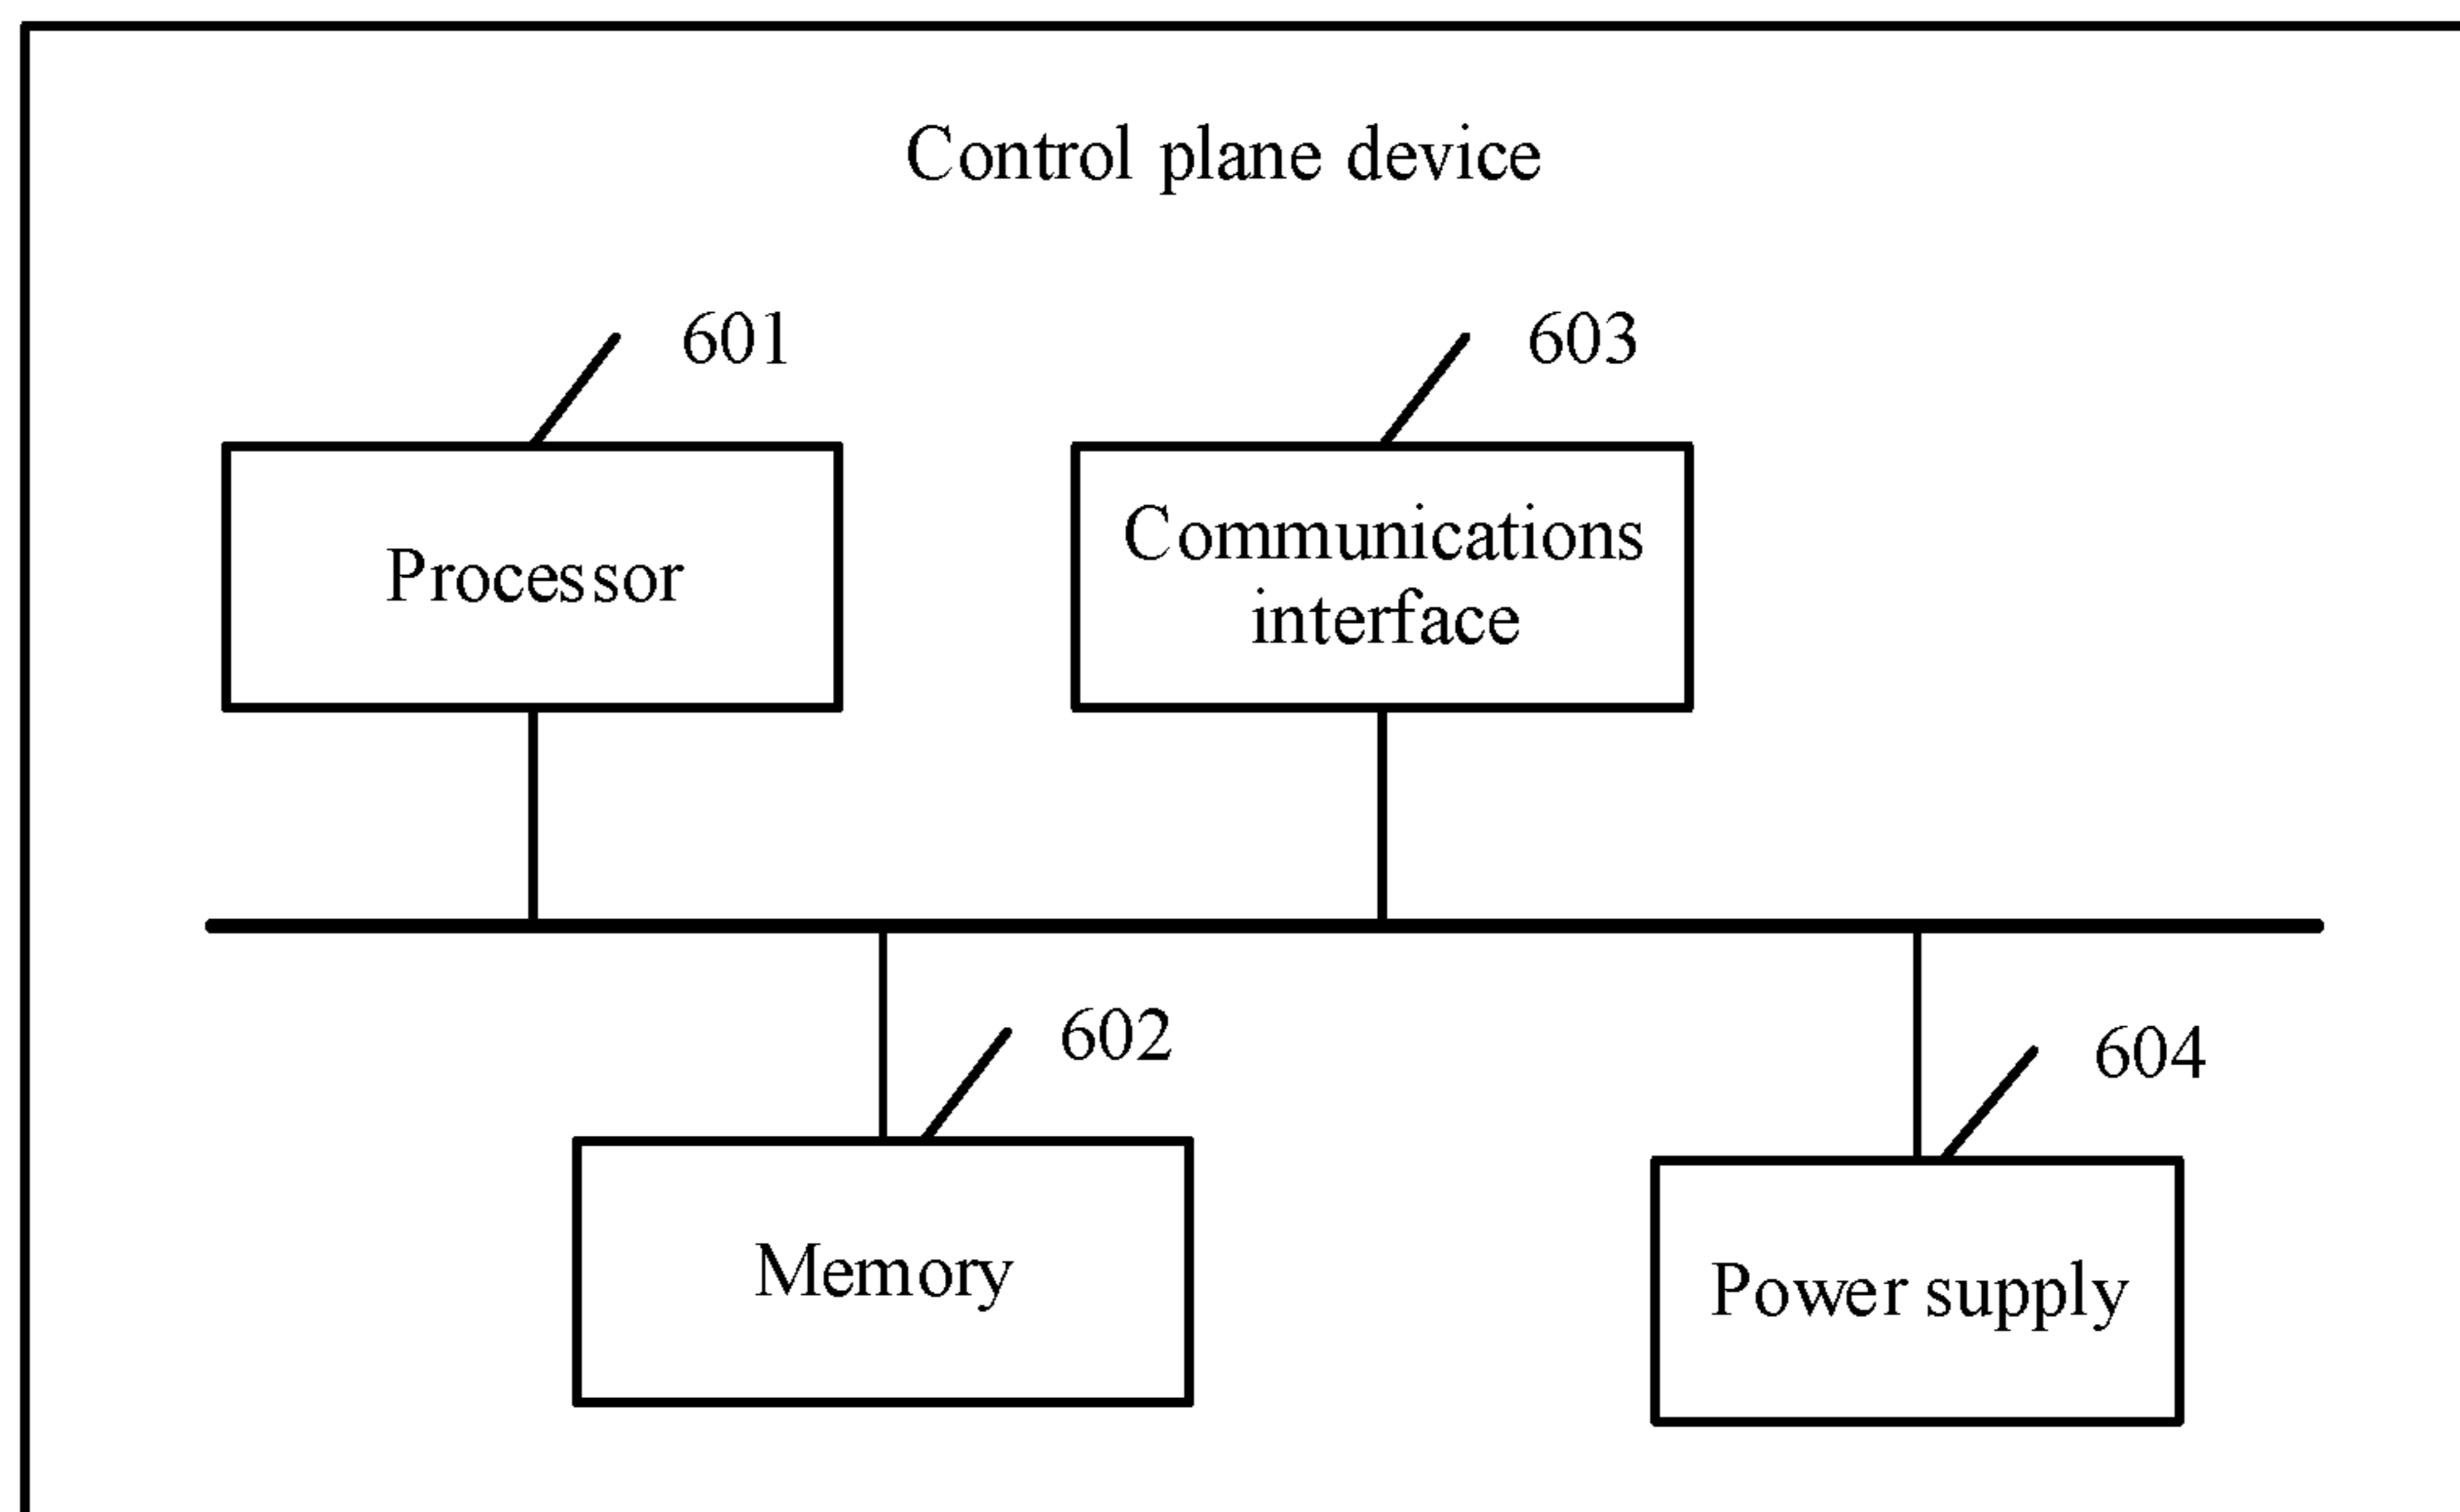 Control plane device
601
603
Processor
Communications
interface
602
604
Memory
Power supply